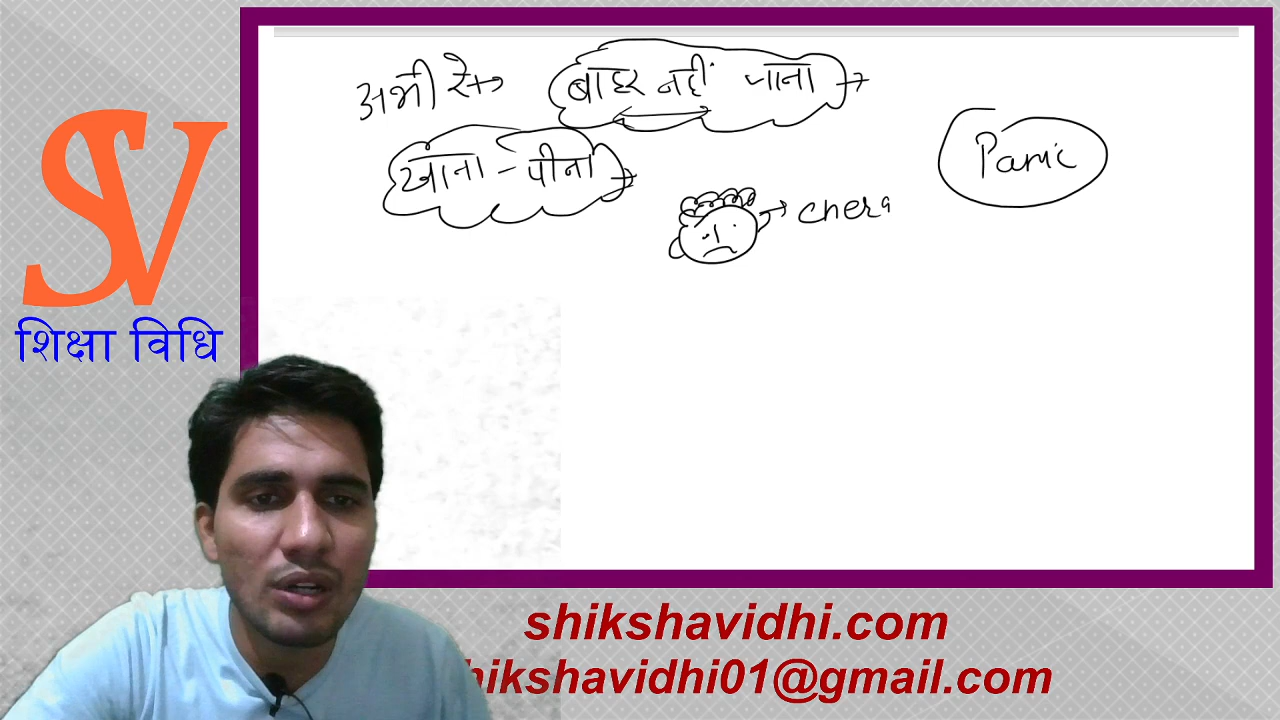 अभी से→ बाहर नहीं जाना →
खाना - पीना →
Panic
→ chera
SV
शिक्षा विधि
shikshavidhi.com
hikshavidhi01@gmail.com